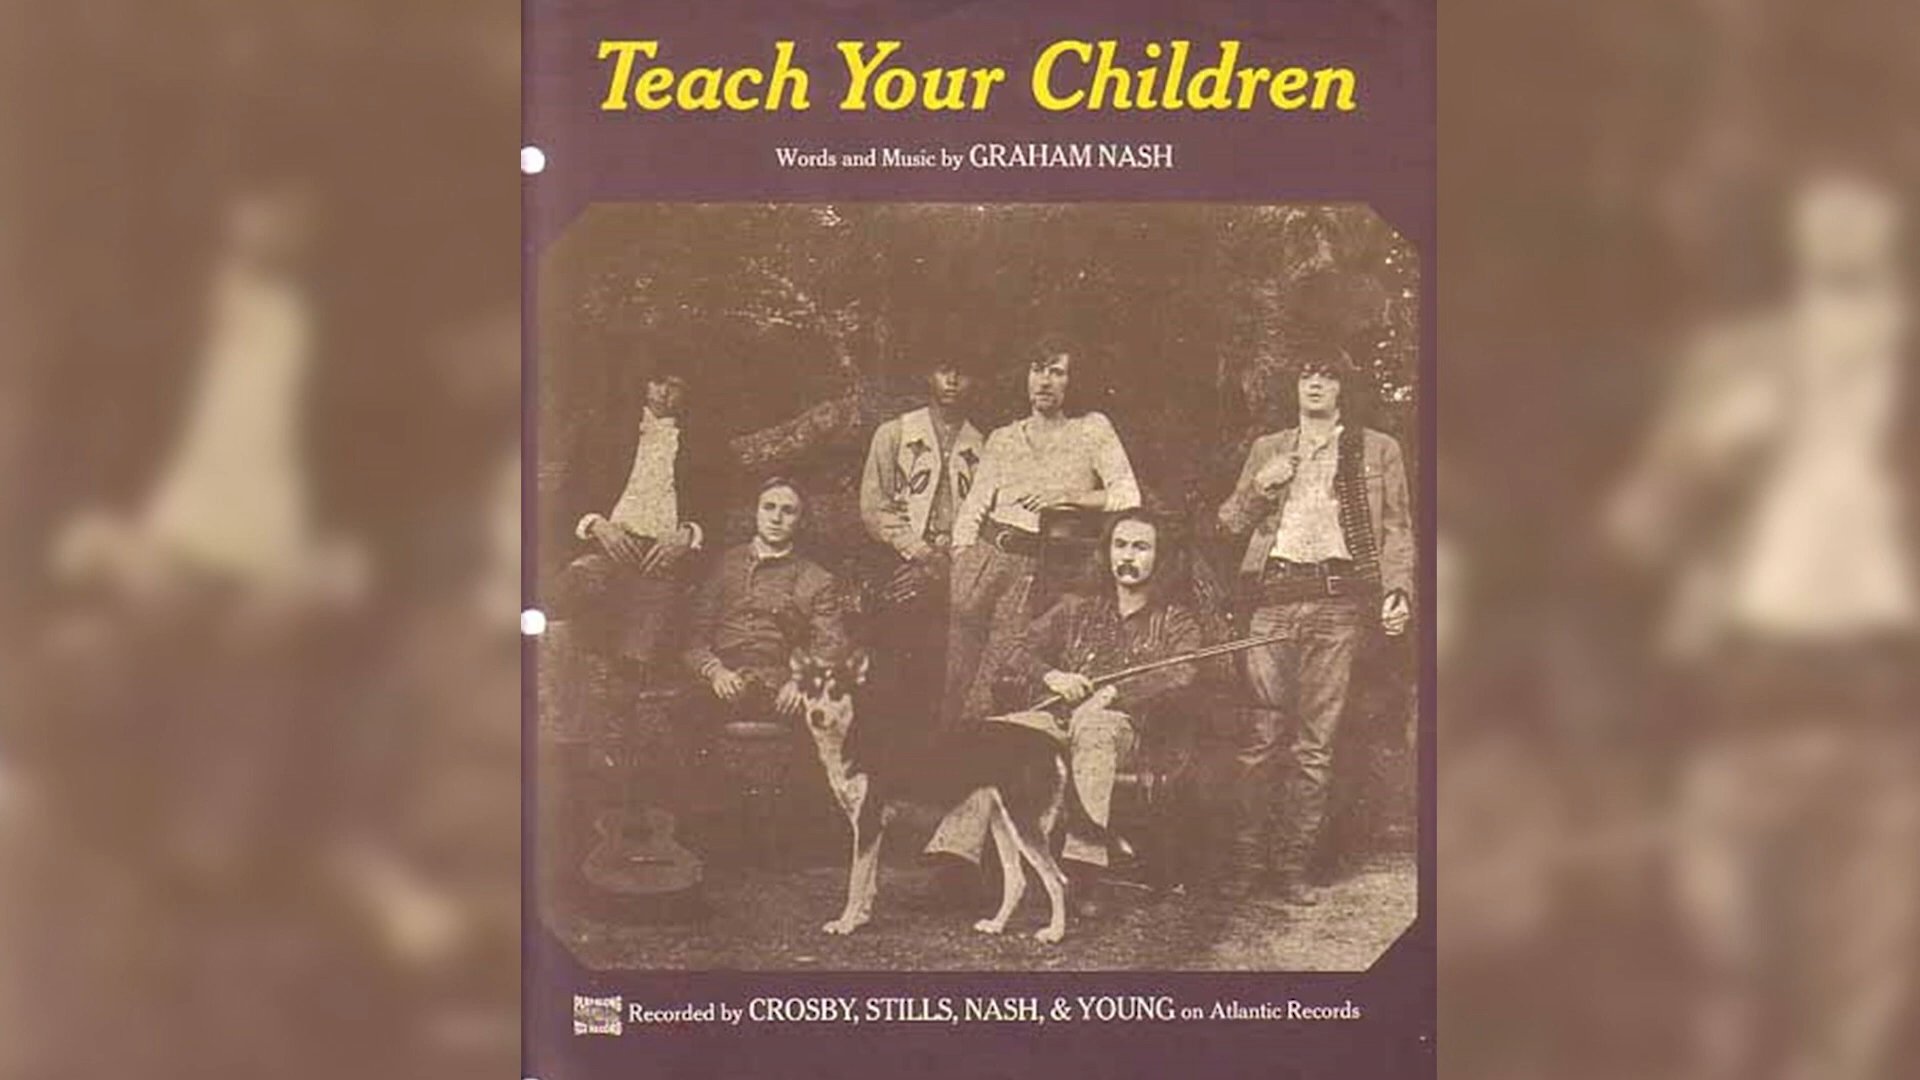 Teach Your Children
Words and Music by GRAHAM NASH
Recorded by CROSBY, STILLS, NASH, & YOUNG on Atlantic Records